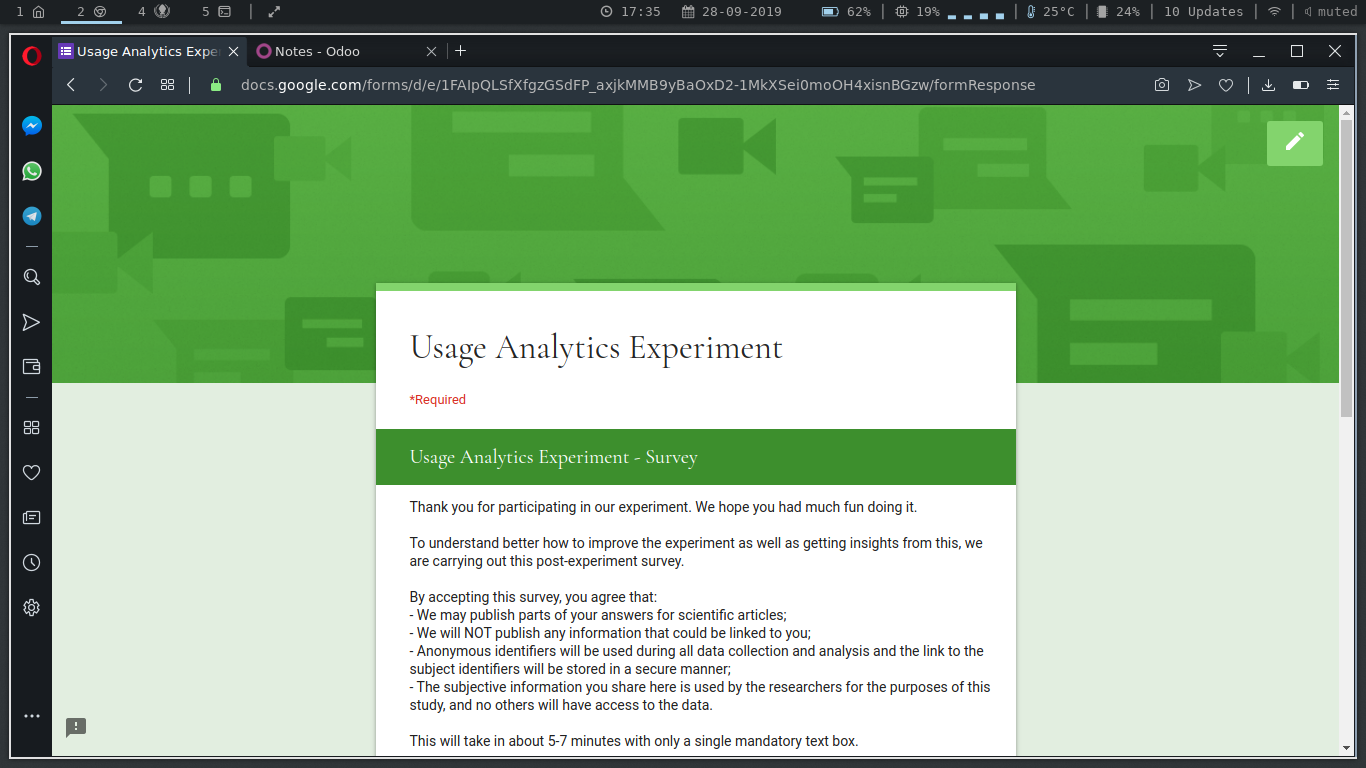 1 2 4 5 17:35 28-09-2019 62% 19% 25°C 24% 10 Updates muted
Usage Analytics Expe Notes - Odoo
docs.google.com/forms/d/e/1FAIpQLSfXfgzGSdFP_axjkMMB9yBaOxD2-1MkXSei0moOH4xisnBGzw/formResponse
Usage Analytics Experiment
*Required
Usage Analytics Experiment - Survey
Thank you for participating in our experiment. We hope you had much fun doing it.
To understand better how to improve the experiment as well as getting insights from this, we
are carrying out this post-experiment survey.
By accepting this survey, you agree that:
- We may publish parts of your answers for scientific articles;
- We will NOT publish any information that could be linked to you;
- Anonymous identifiers will be used during all data collection and analysis and the link to the
subject identifiers will be stored in a secure manner;
- The subjective information you share here is used by the researchers for the purposes of this
study, and no others will have access to the data.
This will take in about 5-7 minutes with only a single mandatory text box.